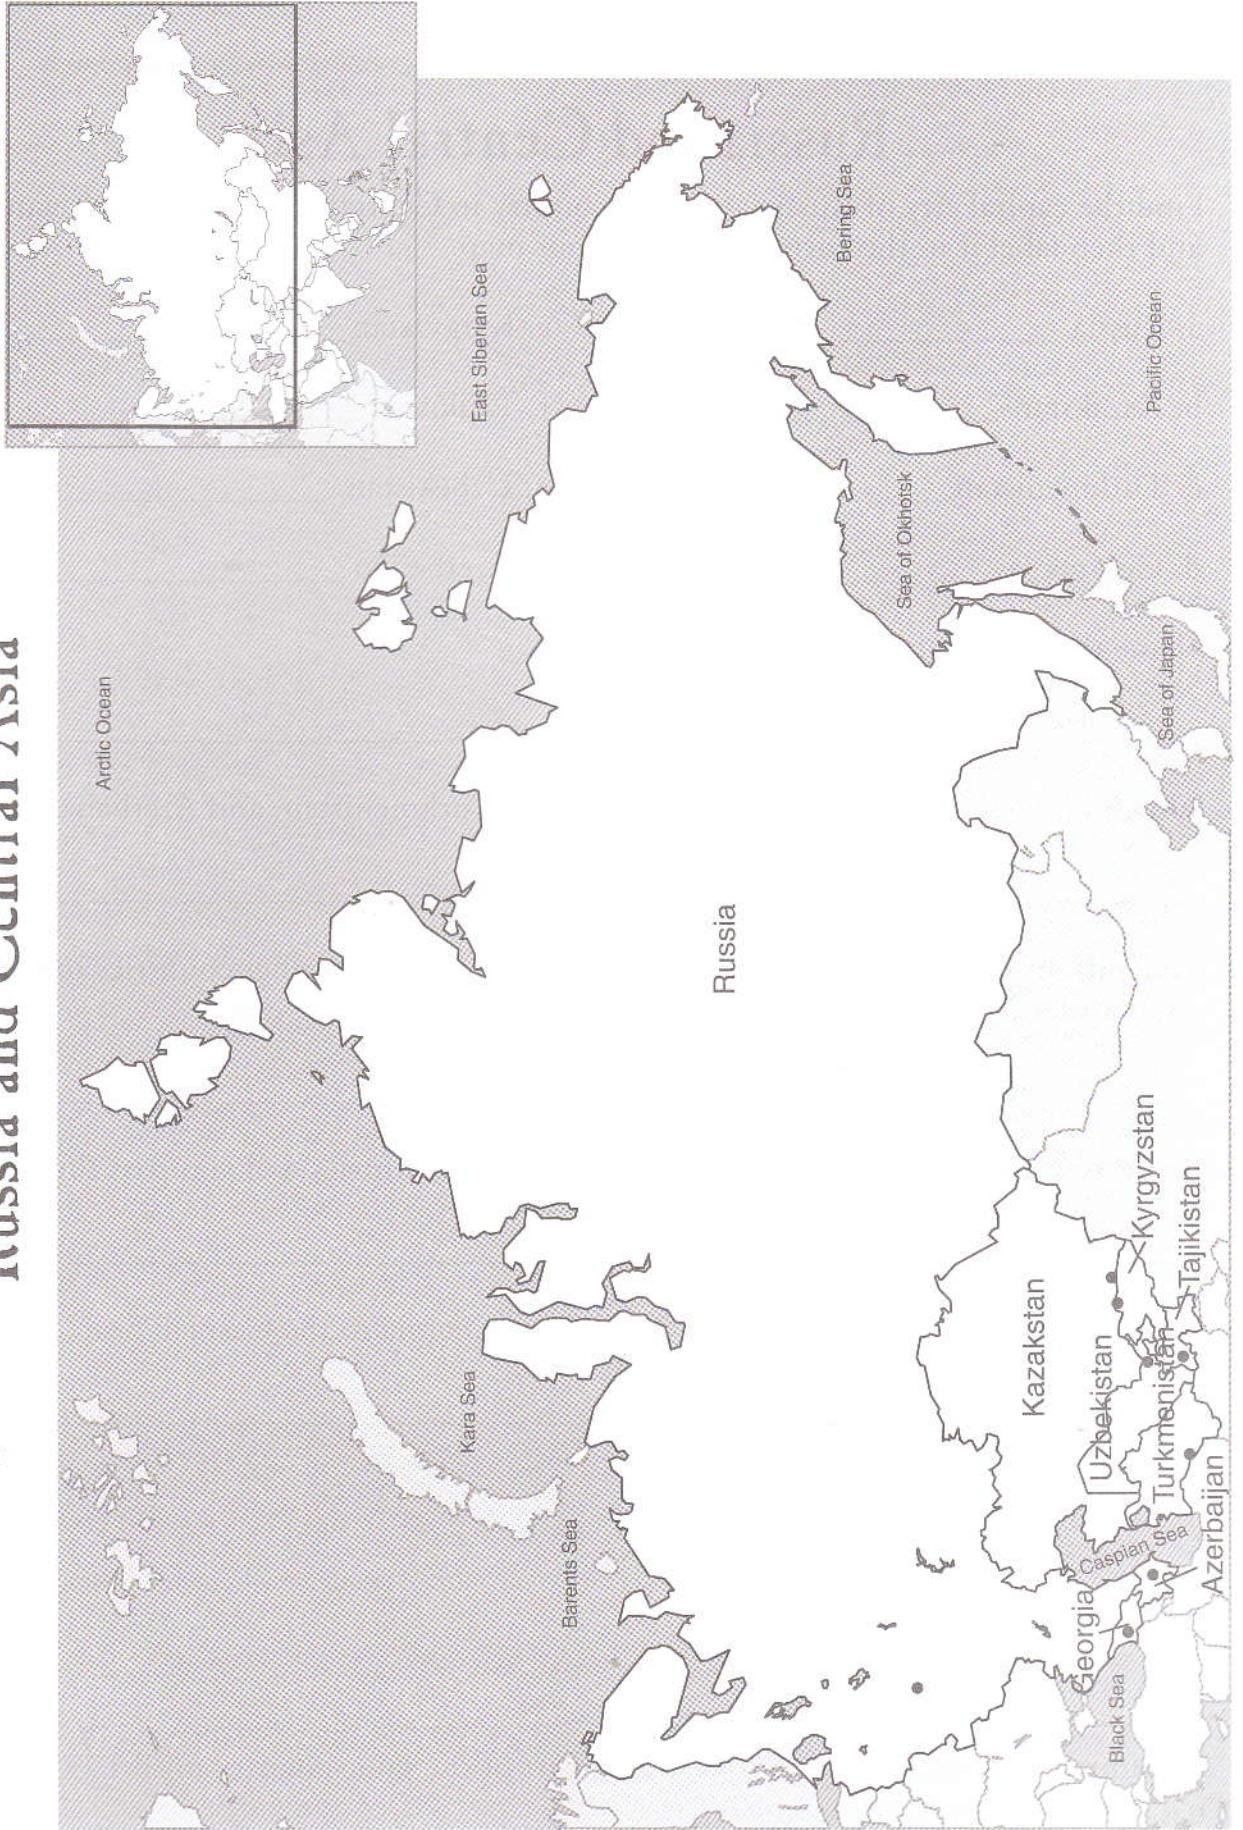 Russia and Central Asia
Arctic Ocean
East Siberian Sea
Bering Sea
Kara Sea
Barents Sea
Pacific Ocean
Sea of Okhotsk
Sea of Japan
Russia
Kazakstan
Kyrgyzstan
Tajikistan
Uzbekistan
Turkmenistan
Georgia
Caspian Sea
Azerbaijan
Black Sea